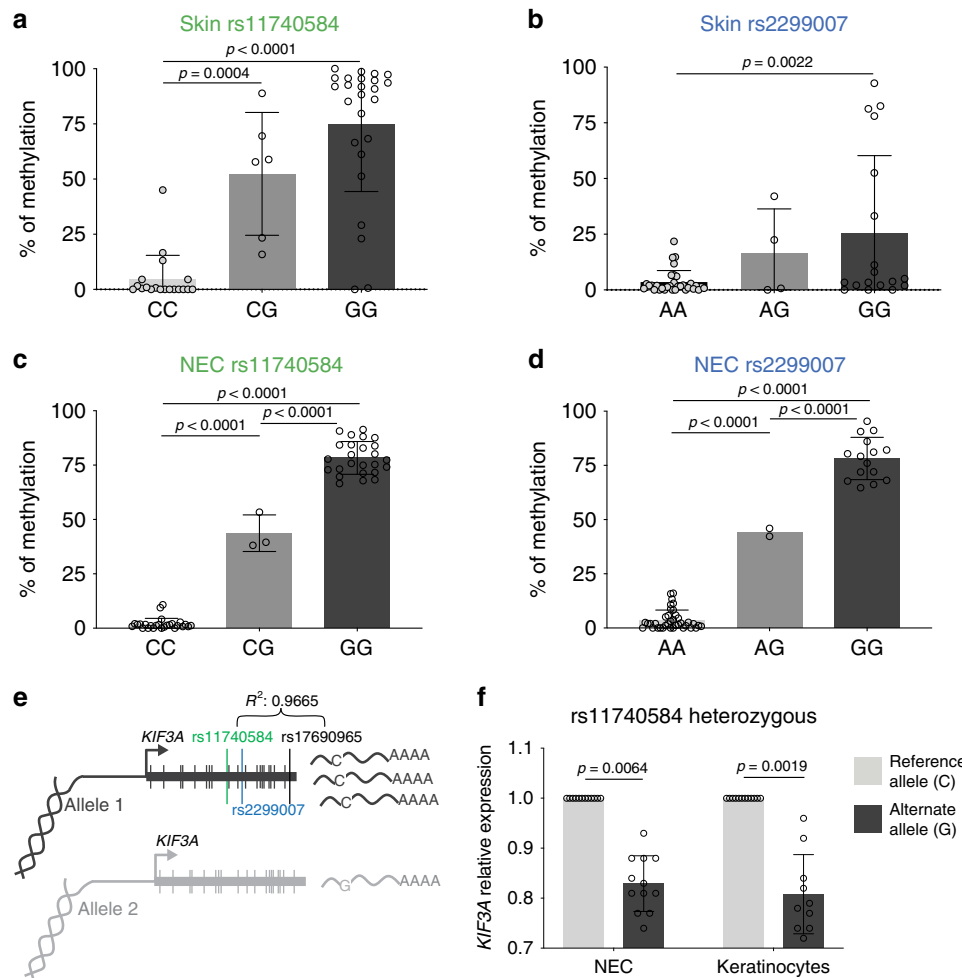 a
Skin rs11740584
% of methylation
100
75
50
25
0
p < 0.0001
p = 0.0004
CC CG GG
b
Skin rs2299007
% of methylation
100
75
50
25
0
p = 0.0022
AA AG GG
c
NEC rs11740584
% of methylation
100
75
50
25
0
p < 0.0001
p < 0.0001
p < 0.0001
CC CG GG
d
NEC rs2299007
% of methylation
100
75
50
25
0
p < 0.0001
p < 0.0001
p < 0.0001
AA AG GG
e
R²: 0.9665
KIF3A
rs11740584
rs17690965
rs2299007
Allele 1
C AAAA
C AAAA
C AAAA
KIF3A
Allele 2
G AAAA
f
rs11740584 heterozygous
KIF3A relative expression
1.1
1.0
0.9
0.8
0.7
p = 0.0064
p = 0.0019
NEC Keratinocytes
Reference
allele (C)
Alternate
allele (G)